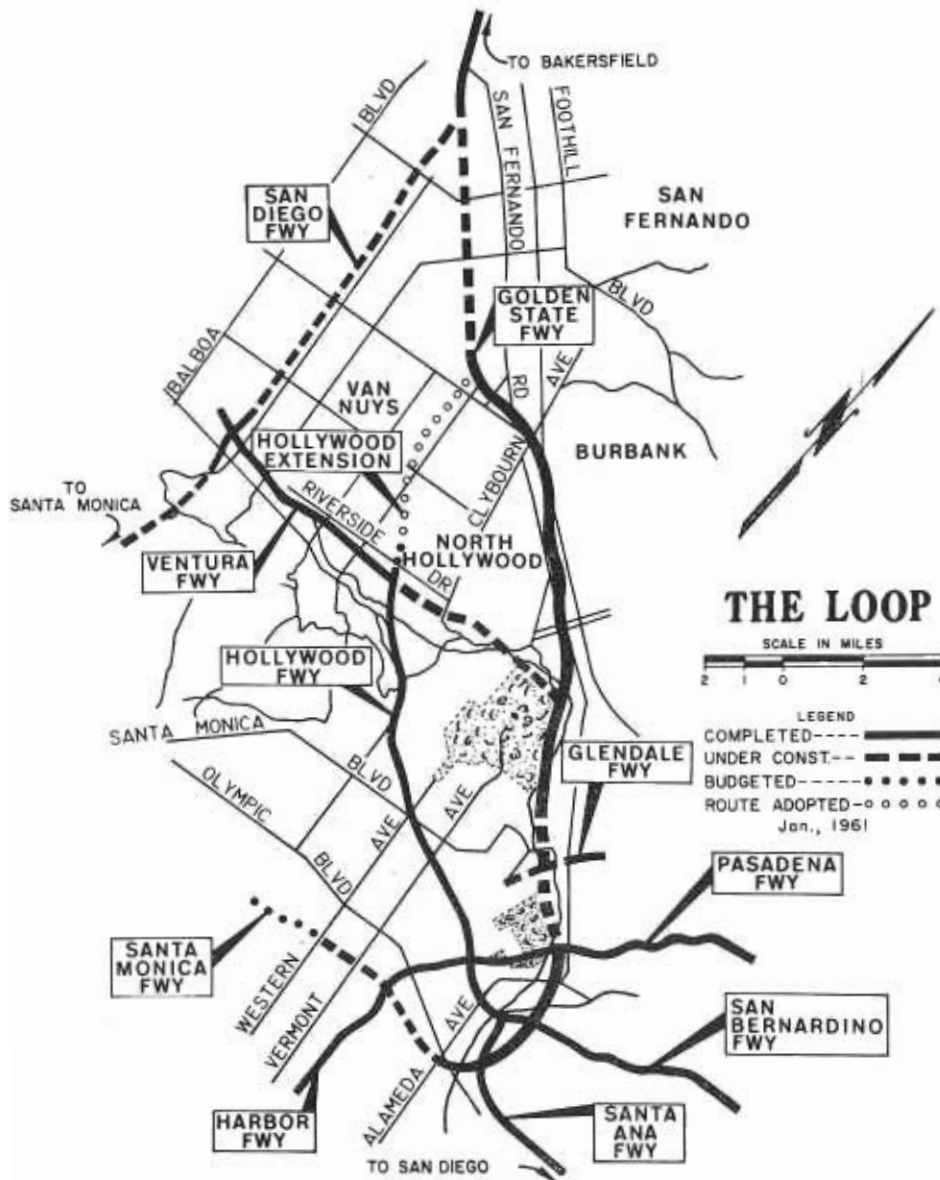 TO BAKERSFIELD
BLVD
SAN FERNANDO
FOOTHILL
SAN
DIEGO
FWY
SAN
FERNANDO
BLVD
GOLDEN
STATE
FWY
BALBOA
RD
AVE
VAN
NUYS
HOLLYWOOD
EXTENSION
CLYBOURN
BURBANK
TO
SANTA MONICA
RIVERSIDE
NORTH
HOLLYWOOD
VENTURA
FWY
DR
THE LOOP
SCALE IN MILES
2 1 0 2 4
HOLLYWOOD
FWY
SANTA MONICA
BLVD
LEGEND
COMPLETED
UNDER CONST.
BUDGETED
ROUTE ADOPTED
Jan., 1961
GLENDALE
FWY
OLYMPIC
BLVD
AVE
AVE
PASADENA
FWY
SANTA
MONICA
FWY
WESTERN
VERMONT
AVE
SAN
BERNARDINO
FWY
HARBOR
FWY
ALAMEDA
SANTA
ANA
FWY
TO SAN DIEGO